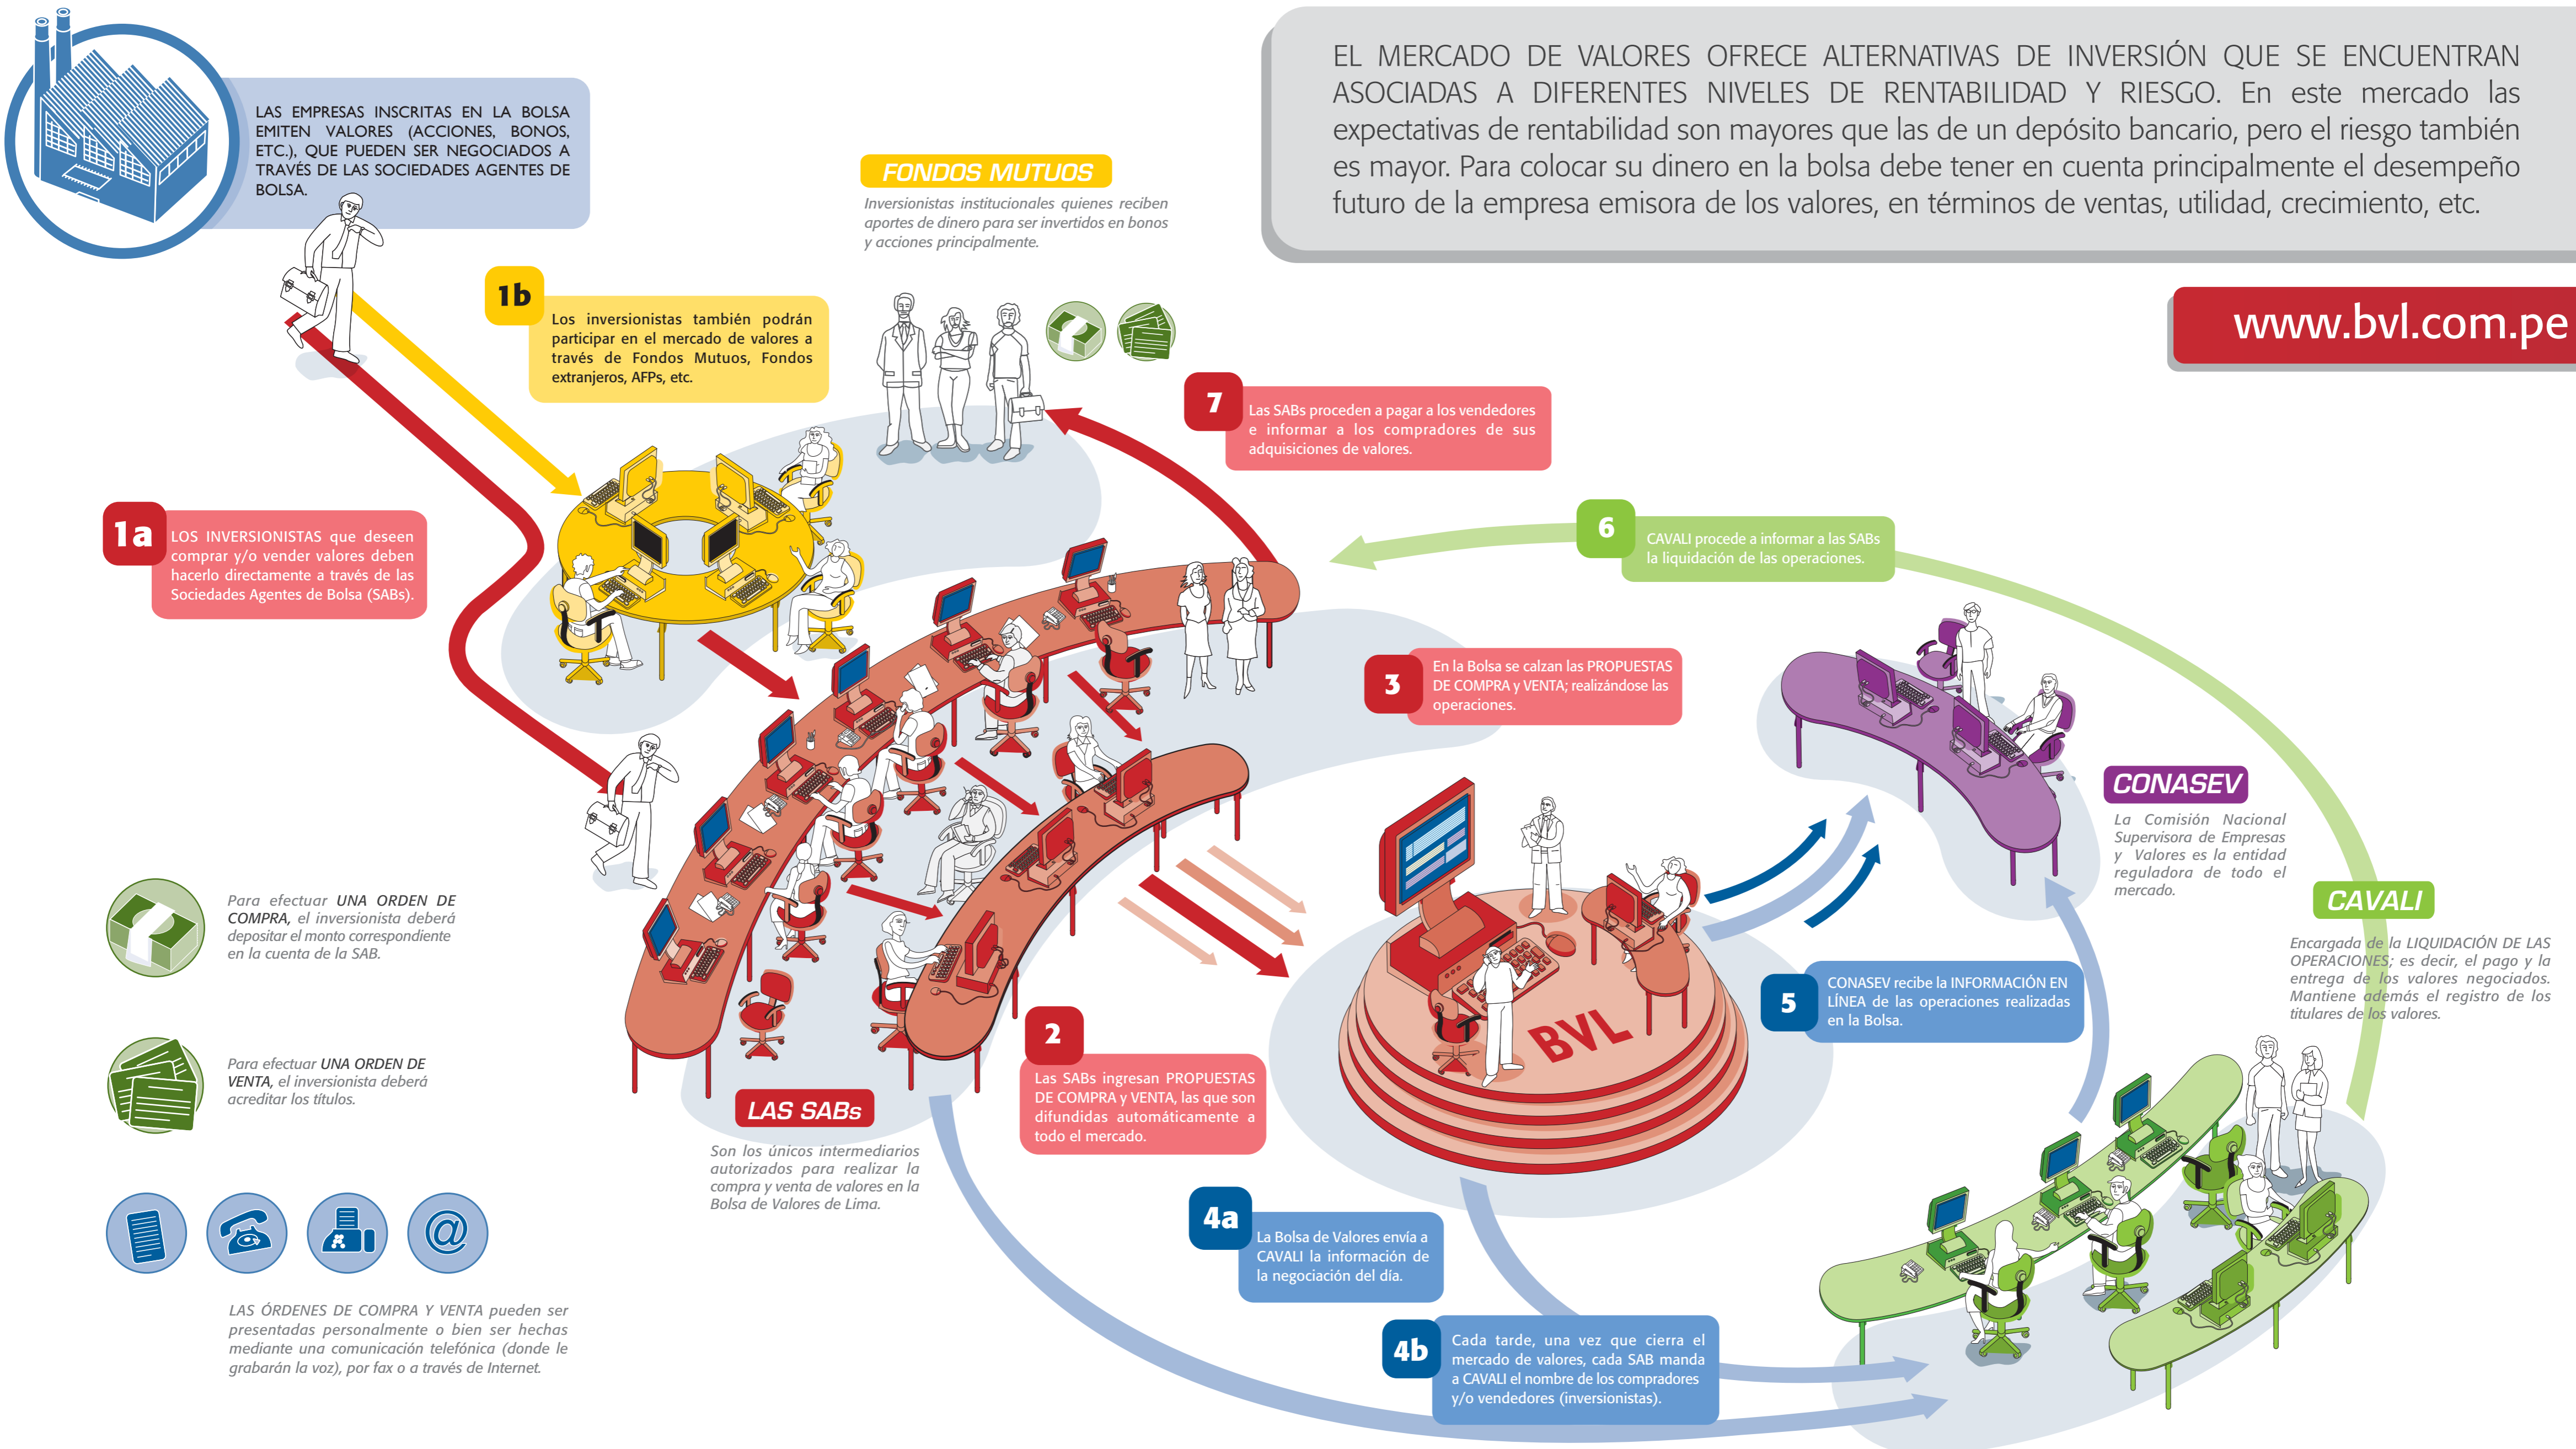 LAS EMPRESAS INSCRITAS EN LA BOLSA
EMITEN VALORES (ACCIONES, BONOS,
ETC.), QUE PUEDEN SER NEGOCIADOS A
TRAVÉS DE LAS SOCIEDADES AGENTES DE
BOLSA.
EL MERCADO DE VALORES OFRECE ALTERNATIVAS DE INVERSIÓN QUE SE ENCUENTRAN
ASOCIADAS A DIFERENTES NIVELES DE RENTABILIDAD Y RIESGO. En este mercado las
expectativas de rentabilidad son mayores que las de un depósito bancario, pero el riesgo también
es mayor. Para colocar su dinero en la bolsa debe tener en cuenta principalmente el desempeño
futuro de la empresa emisora de los valores, en términos de ventas, utilidad, crecimiento, etc.
www.bvl.com.pe
FONDOS MUTUOS
Inversionistas institucionales quienes reciben
aportes de dinero para ser invertidos en bonos
y acciones principalmente.
1b
Los inversionistas también podrán
participar en el mercado de valores a
través de Fondos Mutuos, Fondos
extranjeros, AFPs, etc.
7
Las SABs proceden a pagar a los vendedores
e informar a los compradores de sus
adquisiciones de valores.
1a
LOS INVERSIONISTAS que deseen
comprar y/o vender valores deben
hacerlo directamente a través de las
Sociedades Agentes de Bolsa (SABs).
6
CAVALI procede a informar a las SABs
la liquidación de las operaciones.
3
En la Bolsa se calzan las PROPUESTAS
DE COMPRA y VENTA; realizándose las
operaciones.
CONASEV
La Comisión Nacional
Supervisora de Empresas
y Valores es la entidad
reguladora de todo el
mercado.
CAVALI
Encargada de la LIQUIDACIÓN DE LAS
OPERACIONES; es decir, el pago y la
entrega de los valores negociados.
Mantiene además el registro de los
titulares de los valores.
Para efectuar UNA ORDEN DE
COMPRA, el inversionista deberá
depositar el monto correspondiente
en la cuenta de la SAB.
5
CONASEV recibe la INFORMACIÓN EN
LÍNEA de las operaciones realizadas
en la Bolsa.
BVL
2
Las SABs ingresan PROPUESTAS
DE COMPRA y VENTA, las que son
difundidas automáticamente a
todo el mercado.
Para efectuar UNA ORDEN DE
VENTA, el inversionista deberá
acreditar los títulos.
LAS SABs
Son los únicos intermediarios
autorizados para realizar la
compra y venta de valores en la
Bolsa de Valores de Lima.
4a
La Bolsa de Valores envía a
CAVALI la información de
la negociación del día.
@
LAS ÓRDENES DE COMPRA Y VENTA pueden ser
presentadas personalmente o bien ser hechas
mediante una comunicación telefónica (donde le
grabarán la voz), por fax o a través de Internet.
4b
Cada tarde, una vez que cierra el
mercado de valores, cada SAB manda
a CAVALI el nombre de los compradores
y/o vendedores (inversionistas).